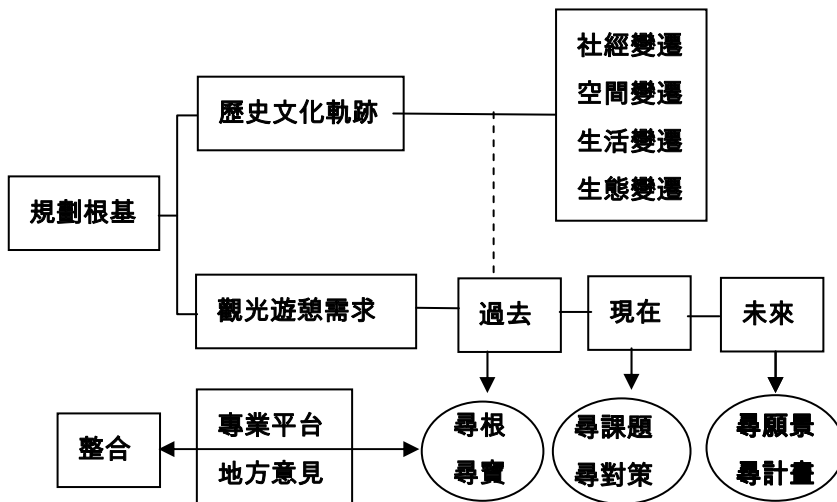 社經變遷
空間變遷
生活變遷
生態變遷
歷史文化軌跡
規劃根基
觀光遊憩需求
過去
現在
未來
整合
專業平台
地方意見
尋根
尋寶
尋課題
尋對策
尋願景
尋計畫